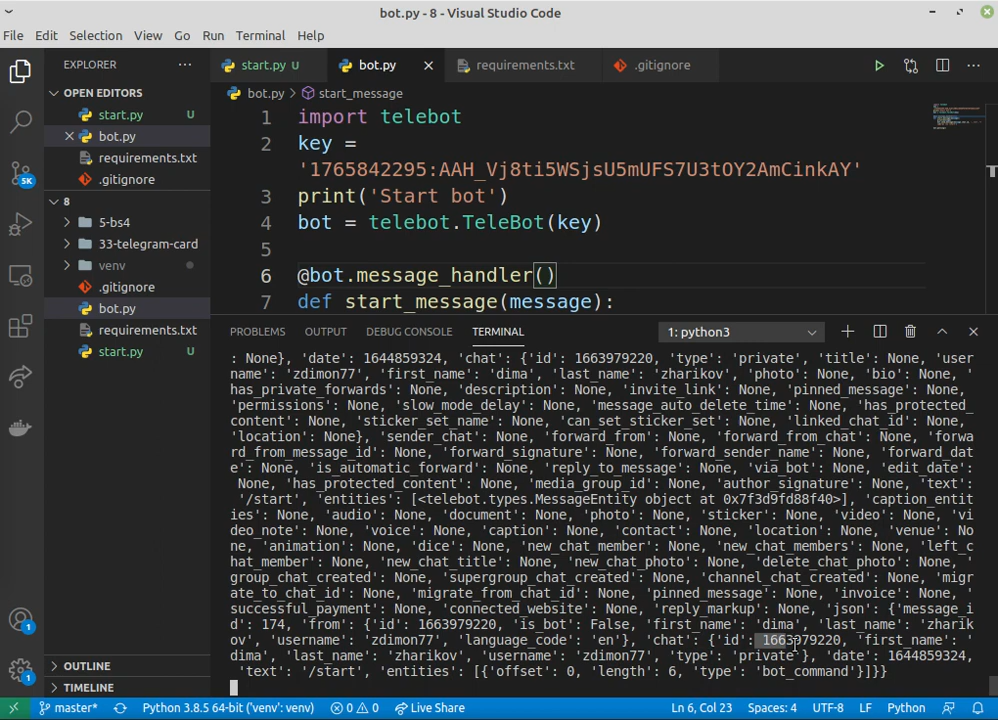 bot.py - 8 - Visual Studio Code
File Edit Selection View Go Run Terminal Help
EXPLORER
start.py U bot.py requirements.txt .gitignore
OPEN EDITORS
start.py U
bot.py
requirements.txt
.gitignore
8
5-bs4
33-telegram-card
venv
.gitignore
bot.py
requirements.txt
start.py U
OUTLINE
TIMELINE
5K
1
1
bot.py > start_message
1 import telebot
2 key =
'1765842295:AAH_Vj8ti5WSjsU5mUFS7U3tOY2AmCinkAY'
3 print('Start bot')
4 bot = telebot.TeleBot(key)
5
6 @bot.message_handler()
7 def start_message(message):
PROBLEMS OUTPUT DEBUG CONSOLE TERMINAL 1: python3
: None}, 'date': 1644859324, 'chat': {'id': 1663979220, 'type': 'private', 'title': None, 'user
name': 'zdimon77', 'first_name': 'dima', 'last_name': 'zharikov', 'photo': None, 'bio': None, '
has_private_forwards': None, 'description': None, 'invite_link': None, 'pinned_message': None,
'permissions': None, 'slow_mode_delay': None, 'message_auto_delete_time': None, 'has_protected_
content': None, 'sticker_set_name': None, 'can_set_sticker_set': None, 'linked_chat_id': None,
'location': None}, 'sender_chat': None, 'forward_from': None, 'forward_from_chat': None, 'forwa
rd_from_message_id': None, 'forward_signature': None, 'forward_sender_name': None, 'forward_dat
e': None, 'is_automatic_forward': None, 'reply_to_message': None, 'via_bot': None, 'edit_date':
None, 'has_protected_content': None, 'media_group_id': None, 'author_signature': None, 'text':
'/start', 'entities': [<telebot.types.MessageEntity object at 0x7f3d9fd88f40>], 'caption_entit
ies': None, 'audio': None, 'document': None, 'photo': None, 'sticker': None, 'video': None, 'vi
deo_note': None, 'voice': None, 'caption': None, 'contact': None, 'location': None, 'venue': No
ne, 'animation': None, 'dice': None, 'new_chat_member': None, 'new_chat_members': None, 'left_c
hat_member': None, 'new_chat_title': None, 'new_chat_photo': None, 'delete_chat_photo': None, '
group_chat_created': None, 'supergroup_chat_created': None, 'channel_chat_created': None, 'migr
ate_to_chat_id': None, 'migrate_from_chat_id': None, 'pinned_message': None, 'invoice': None, '
successful_payment': None, 'connected_website': None, 'reply_markup': None, 'json': {'message_i
d': 174, 'from': {'id': 1663979220, 'is_bot': False, 'first_name': 'dima', 'last_name': 'zharik
ov', 'username': 'zdimon77', 'language_code': 'en'}, 'chat': {'id': 1663979220, 'first_name': '
dima', 'last_name': 'zharikov', 'username': 'zdimon77', 'type': 'private'}, 'date': 1644859324,
'text': '/start', 'entities': [{'offset': 0, 'length': 6, 'type': 'bot_command'}]}}
master* Python 3.8.5 64-bit ('venv': venv) 0 0 Live Share Ln 6, Col 23 Spaces: 4 UTF-8 LF Python